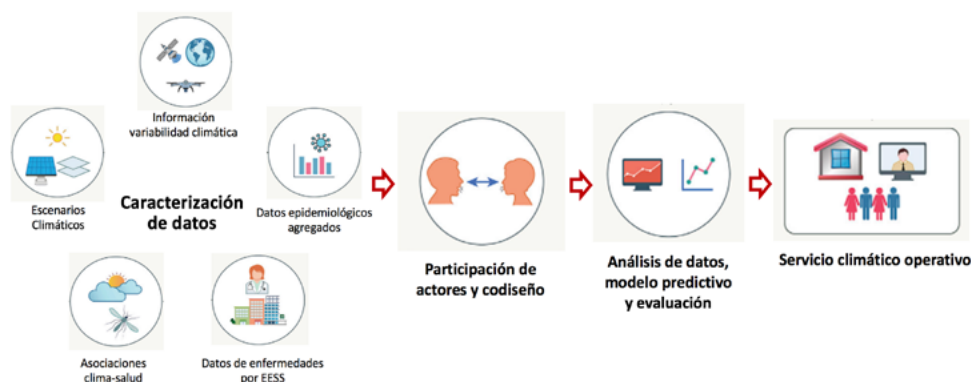 Información
variabilidad climática
Escenarios
Climáticos
Caracterización
de datos
Datos epidemiológicos
agregados
Asociaciones
clima-salud
Datos de enfermedades
por EESS
Participación de
actores y codiseño
Análisis de datos,
modelo predictivo
y evaluación
Servicio climático operativo